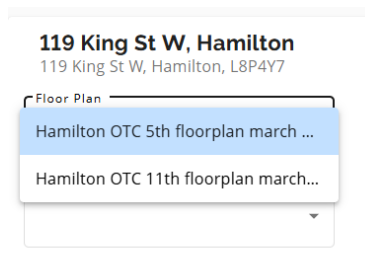 119 King St W, Hamilton
119 King St W, Hamilton, L8P4Y7
Floor Plan
Hamilton OTC 5th floorplan march ...
Hamilton OTC 11th floorplan march...